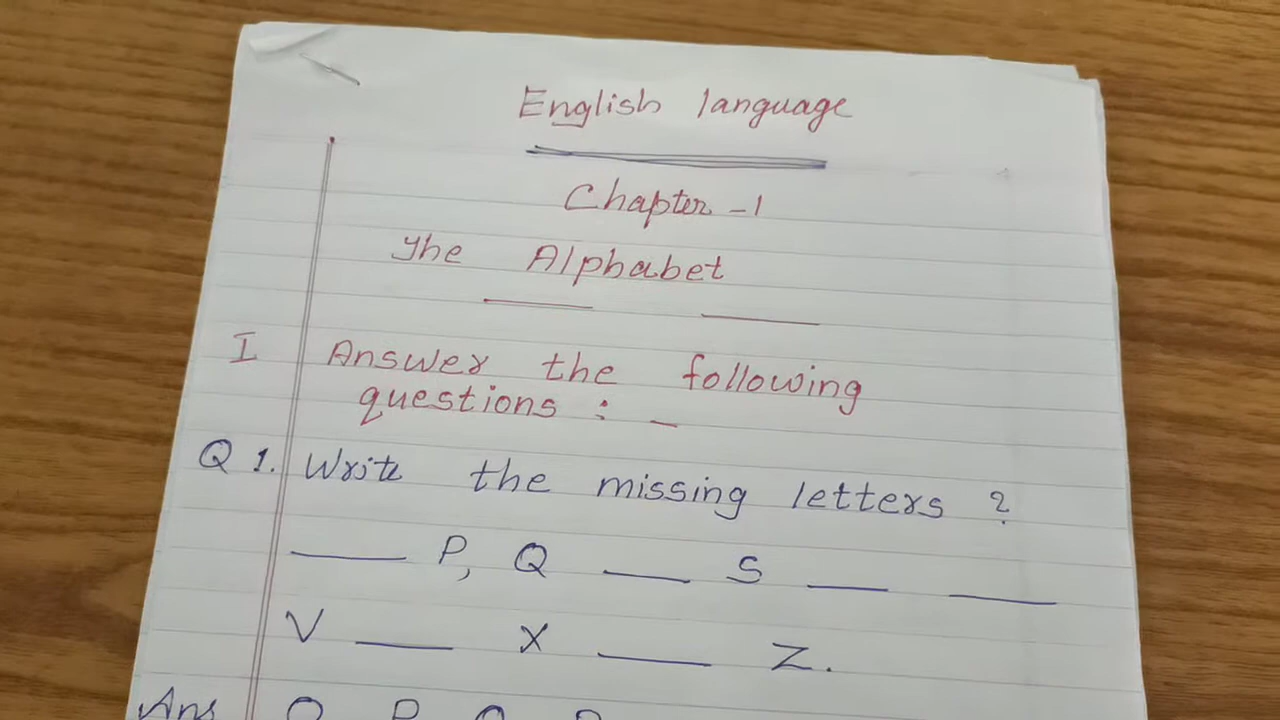 English language
Chapter -1
The Alphabet
I Answer the following
questions : _
Q 1. Write the missing letters ?
____ P, Q ____ S ____ ____
V ____ X ____ Z.
Ans O P Q R